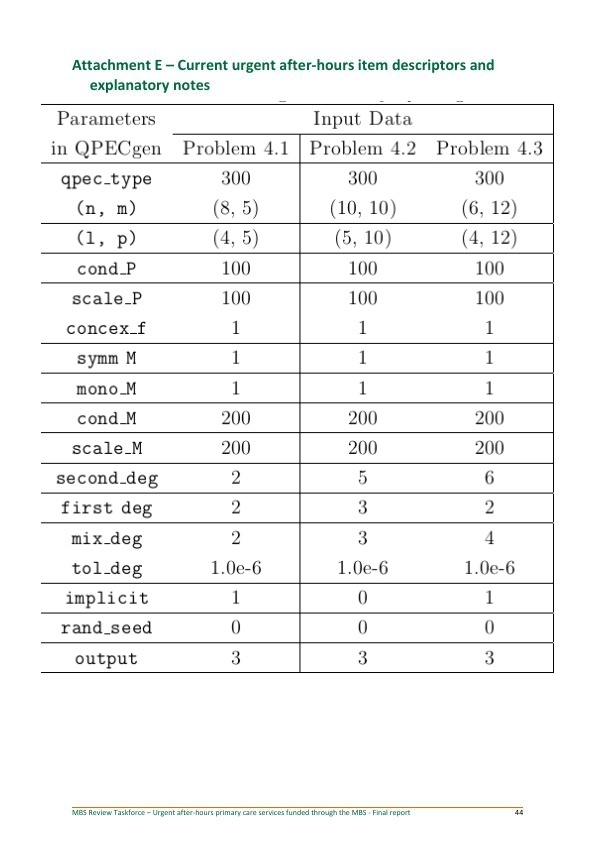 Attachment E – Current urgent after-hours item descriptors and
explanatory notes
Parameters Input Data
in QPECgen Problem 4.1 Problem 4.2 Problem 4.3
qpec_type 300 300 300
(n, m) (8, 5) (10, 10) (6, 12)
(l, p) (4, 5) (5, 10) (4, 12)
cond_P 100 100 100
scale_P 100 100 100
concex_f 1 1 1
symm M 1 1 1
mono_M 1 1 1
cond_M 200 200 200
scale_M 200 200 200
second_deg 2 5 6
first deg 2 3 2
mix_deg 2 3 4
tol_deg 1.0e-6 1.0e-6 1.0e-6
implicit 1 0 1
rand_seed 0 0 0
output 3 3 3
MBS Review Taskforce – Urgent after-hours primary care services funded through the MBS - Final report 44